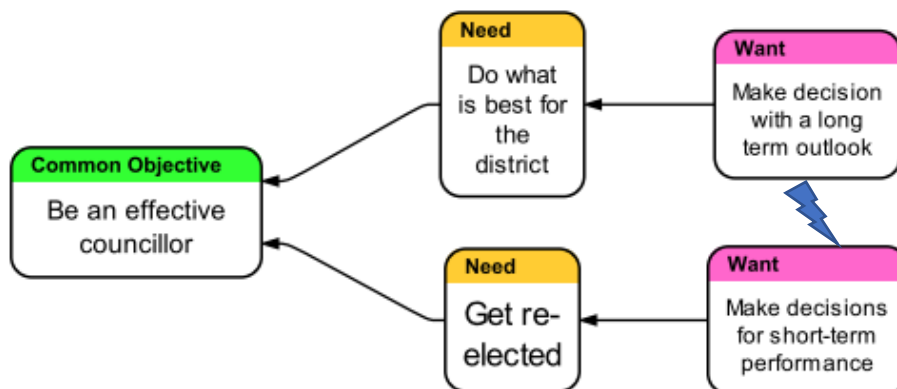 Need
Do what
is best for
the
district
Want
Make decision
with a long
term outlook
Common Objective
Be an effective
councillor
Need
Get re-
elected
Want
Make decisions
for short-term
performance